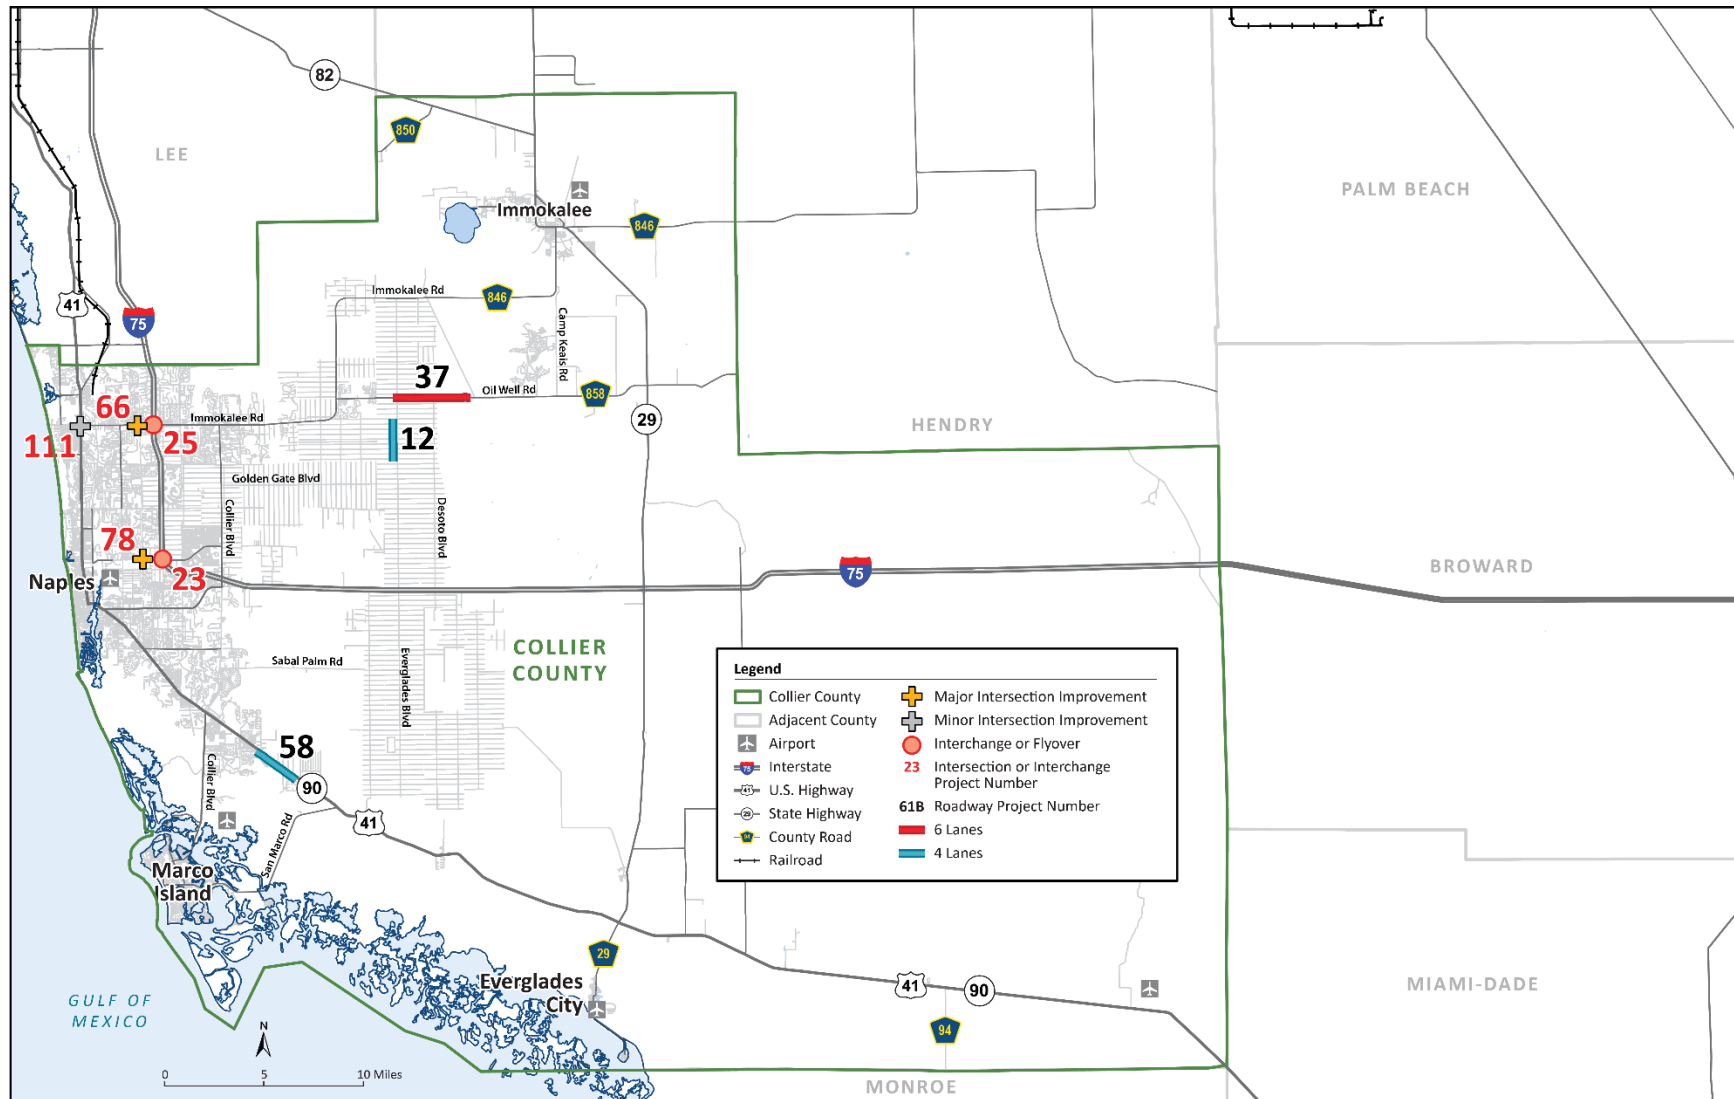 82
850
LEE
PALM BEACH
Immokalee
846
41
75
Immokalee Rd
846
Camp Keais Rd
37
Oil Well Rd
858
66
Immokalee Rd
29
111
25
12
HENDRY
Golden Gate Blvd
Collier Blvd
Desoto Blvd
78
Naples
23
75
BROWARD
COLLIER
COUNTY
Sabal Palm Rd
Everglades Blvd
58
90
Collier Blvd
41
San Marco Rd
Marco
Island
Legend
Collier County
Adjacent County
Airport
75
Interstate
41
U.S. Highway
29
State Highway
94
County Road
Railroad
Major Intersection Improvement
Minor Intersection Improvement
Interchange or Flyover
23
Intersection or Interchange
Project Number
61B
Roadway Project Number
6 Lanes
4 Lanes
29
Everglades
City
41
90
94
MIAMI-DADE
GULF OF
MEXICO
N
0
5
10 Miles
MONROE